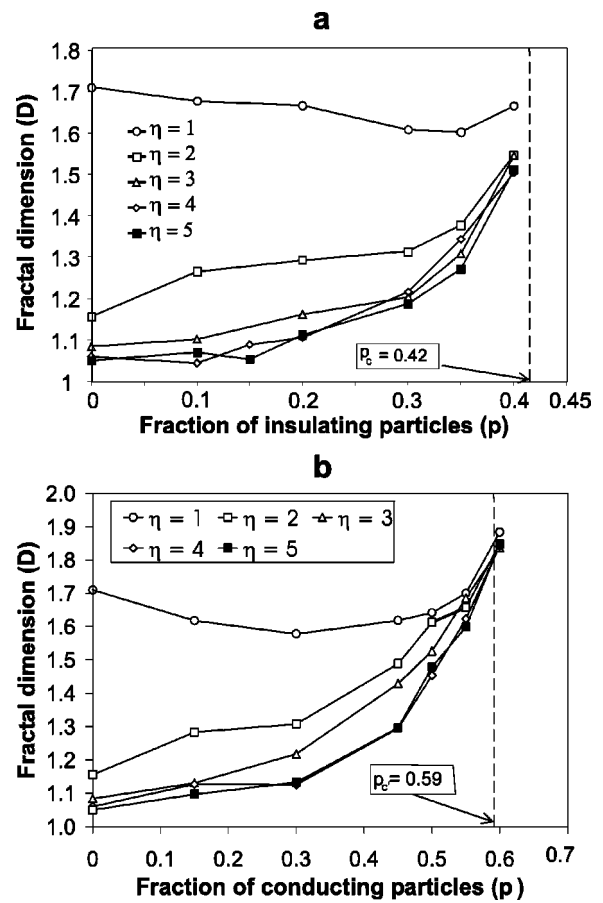 a
1.8
1.7
1.6
1.5
1.4
1.3
1.2
1.1
1
Fractal dimension (D)
η = 1
η = 2
η = 3
η = 4
η = 5
p_c = 0.42
0 0.1 0.2 0.3 0.4 0.45
Fraction of insulating particles (p)
b
2.0
1.9
1.8
1.7
1.6
1.5
1.4
1.3
1.2
1.1
1.0
Fractal dimension (D)
η = 1 η = 2 η = 3
η = 4 η = 5
p_c = 0.59
0 0.1 0.2 0.3 0.4 0.5 0.6 0.7
Fraction of conducting particles (p)